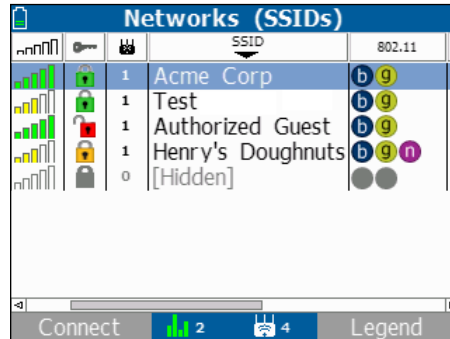 Networks (SSIDs)
SSID 802.11
1 Acme Corp b g
1 Test b g
1 Authorized Guest b g
1 Henry's Doughnuts b g n
0 [Hidden]
Connect 2 4 Legend